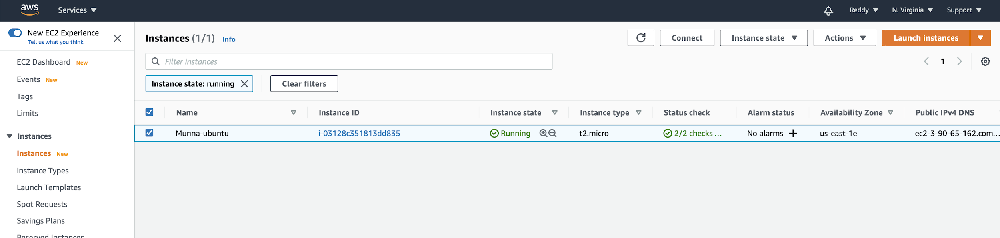 aws Services Reddy N. Virginia Support
New EC2 Experience
Tell us what you think
EC2 Dashboard New
Events New
Tags
Limits
Instances
Instances New
Instance Types
Launch Templates
Spot Requests
Savings Plans
Reserved Instances
Instances (1/1) Info
Connect Instance state Actions Launch instances
Filter instances
1
Instance state: running Clear filters
Name Instance ID Instance state Instance type Status check Alarm status Availability Zone Public IPv4 DNS
Munna-ubuntu i-03128c351813dd835 Running t2.micro 2/2 checks ... No alarms + us-east-1e ec2-3-90-65-162.com...